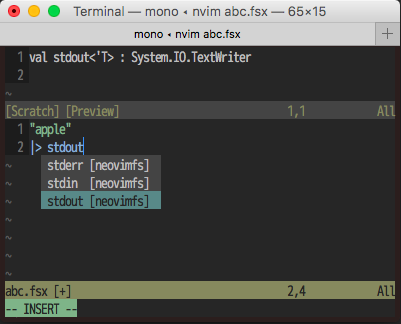 Terminal — mono ◂ nvim abc.fsx — 65×15
mono ◂ nvim abc.fsx +
1 val stdout<'T> : System.IO.TextWriter
2
~
[Scratch] [Preview] 1,1 All
1 "apple"
2 |> stdout
~ stderr [neovimfs]
~ stdin [neovimfs]
~ stdout [neovimfs]
~
~
~
~
abc.fsx [+] 2,4 All
-- INSERT --